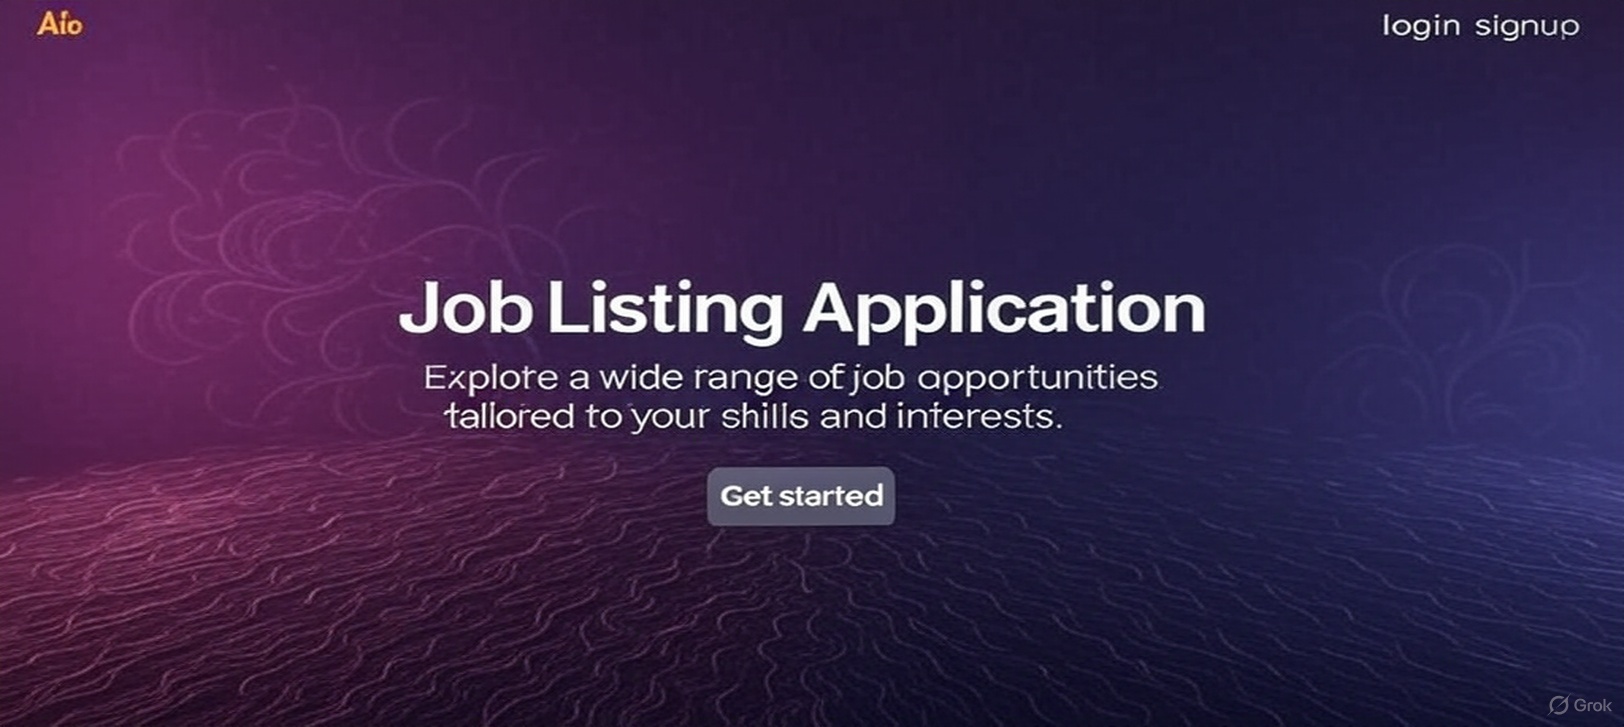 Aio
login signup
Job Listing Application
Explore a wide range of job opportunities
tallored to your shills and interests.
Get started
Grok